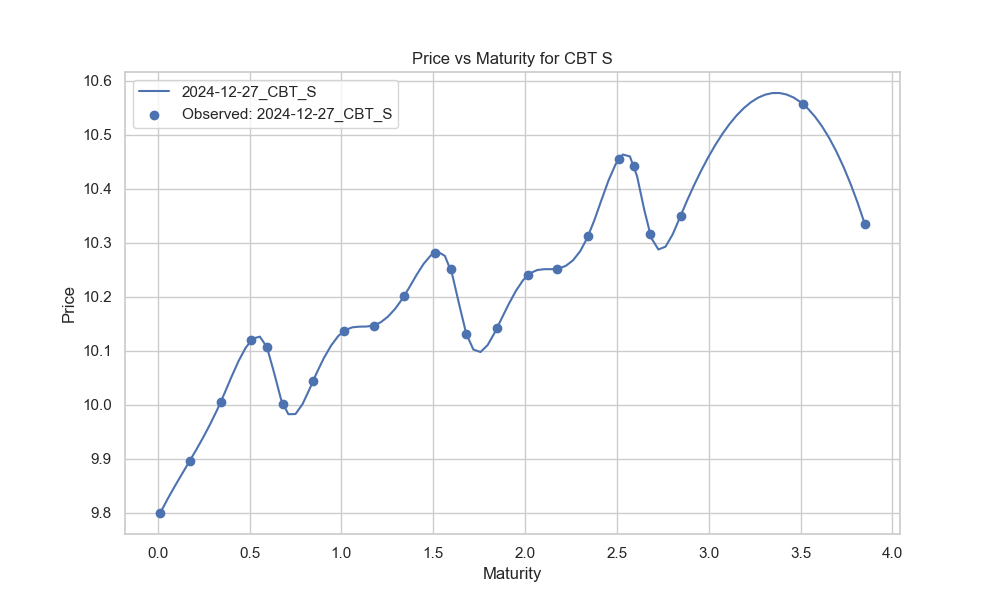 Price vs Maturity for CBT S
2024-12-27_CBT_S
Observed: 2024-12-27_CBT_S
10.6
10.5
10.4
10.3
10.2
10.1
10.0
9.9
9.8
Price
0.0 0.5 1.0 1.5 2.0 2.5 3.0 3.5 4.0
Maturity